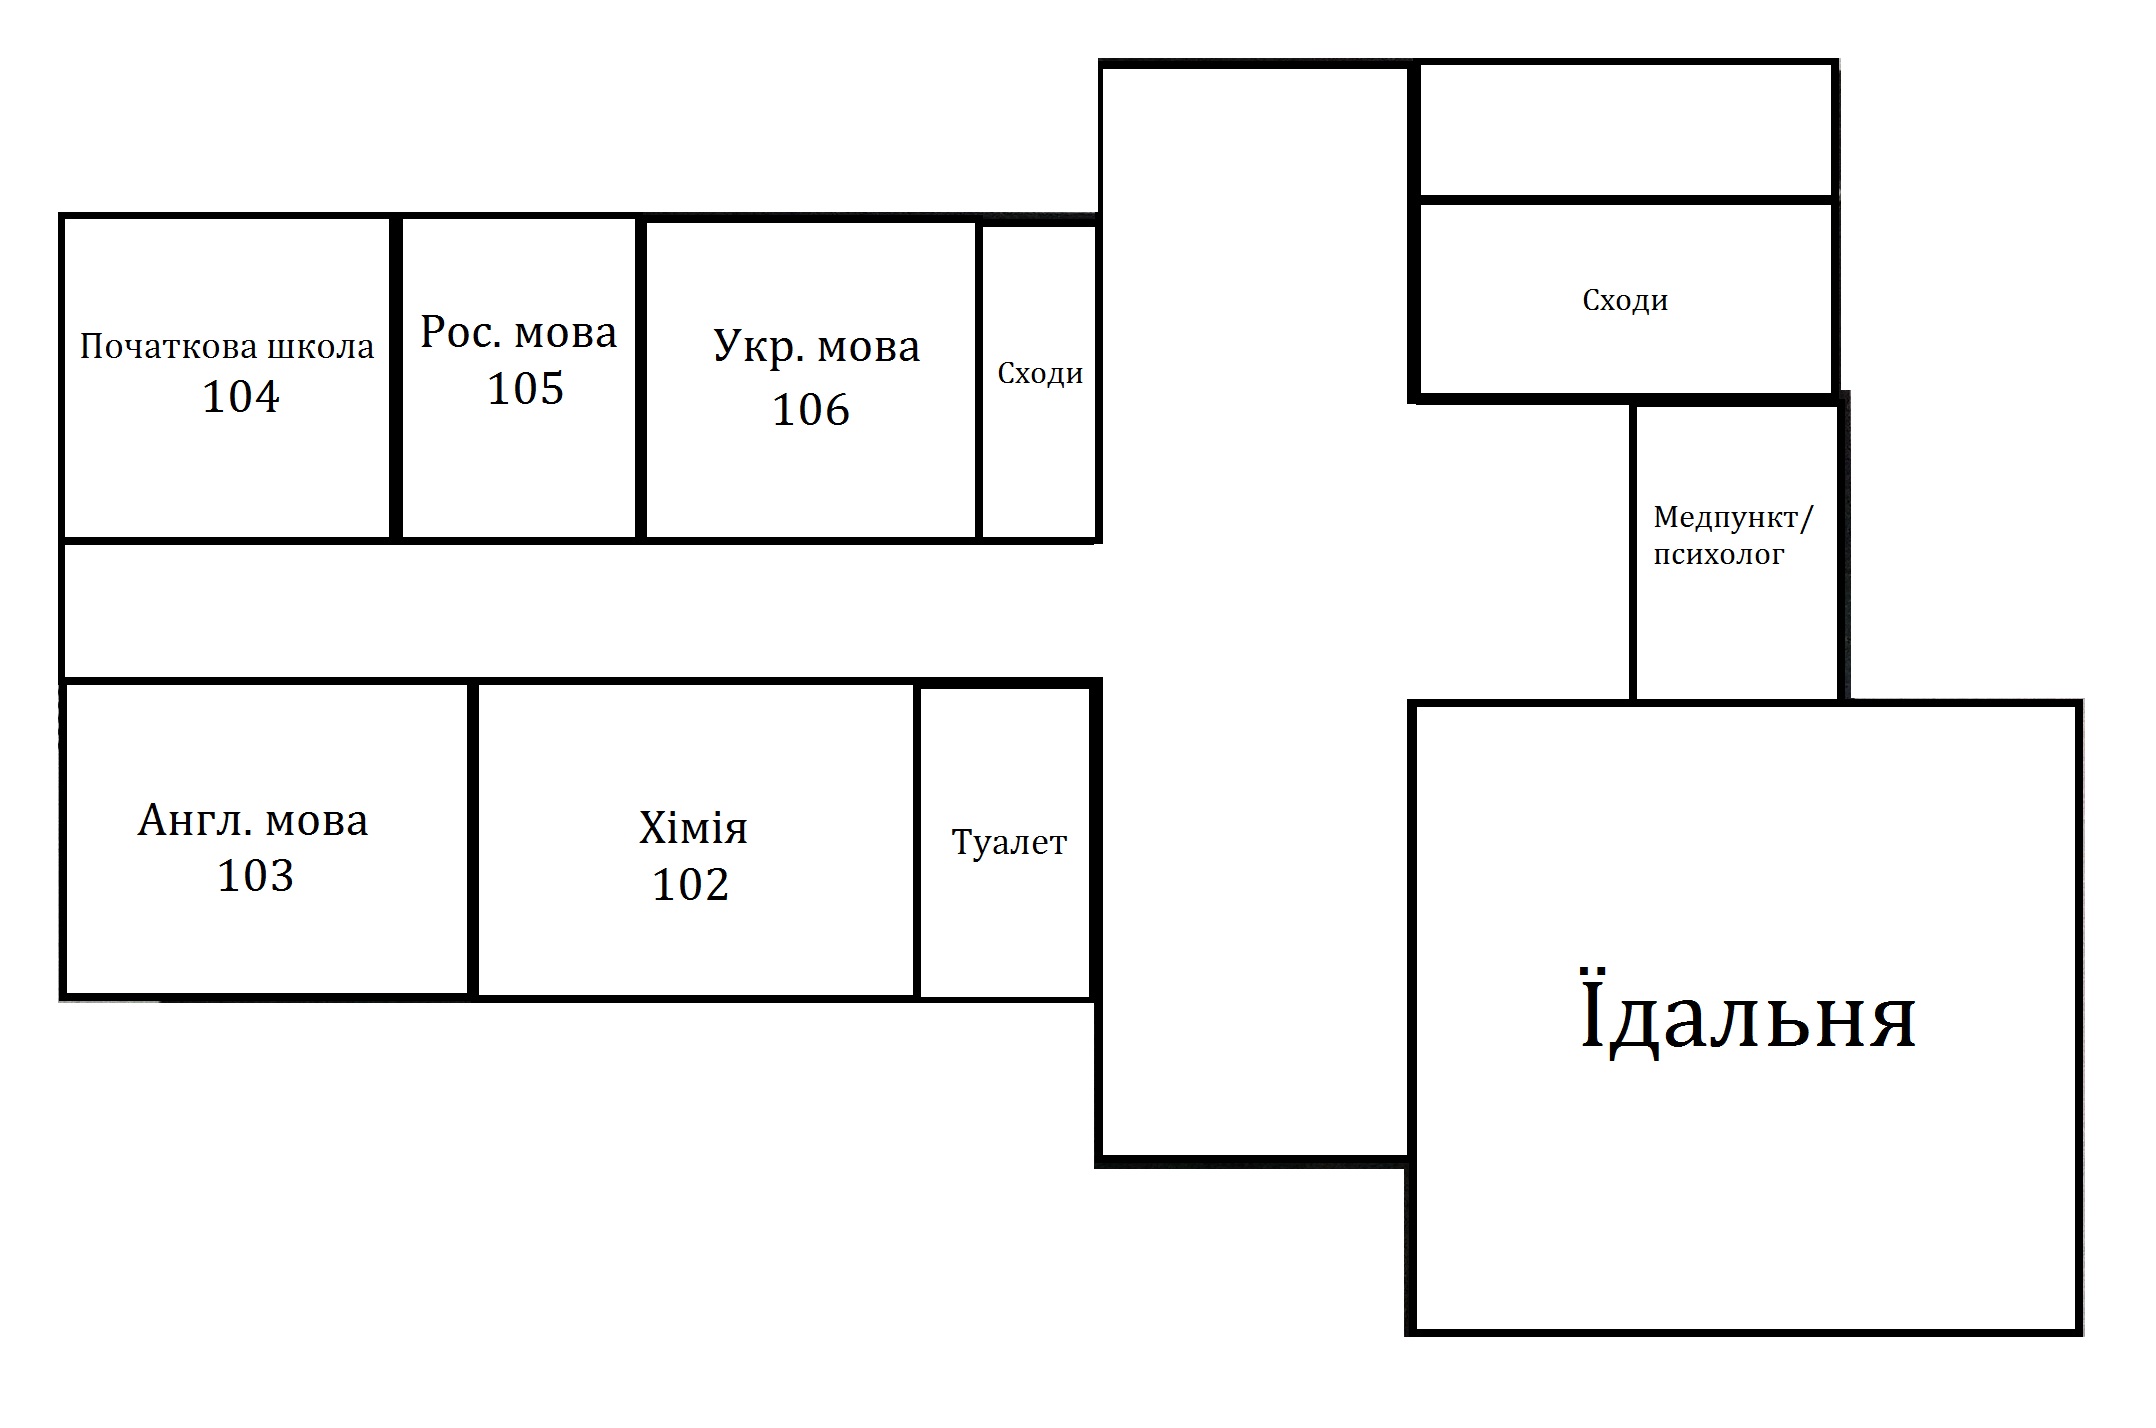 Початкова школа
104
Рос. мова
105
Укр. мова
106
Сходи
Сходи
Медпункт/
психолог
Англ. мова
103
Хімія
102
Туалет
Їдальня